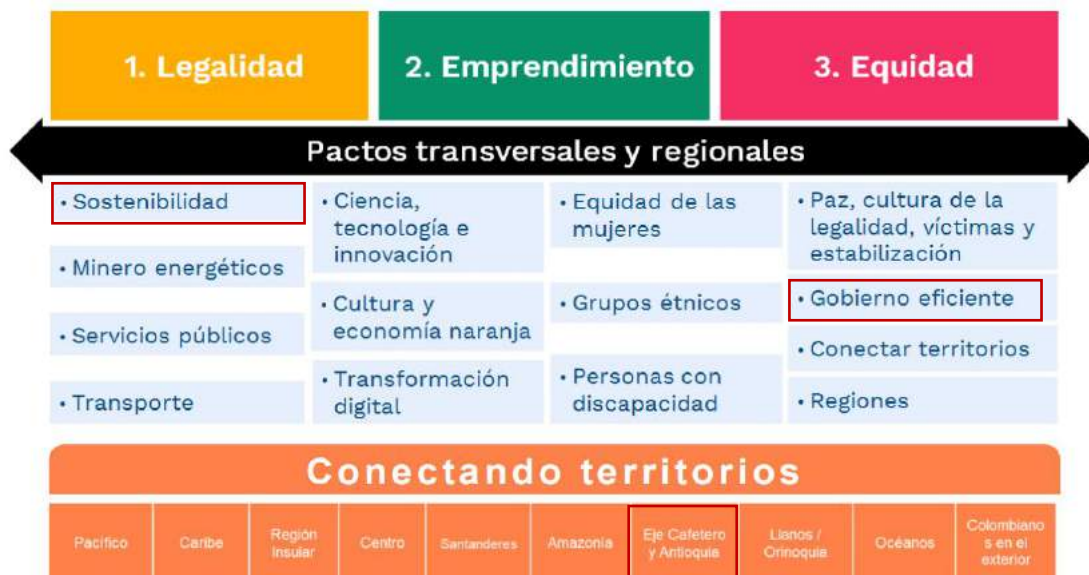 1. Legalidad
2. Emprendimiento
3. Equidad
Pactos transversales y regionales
• Sostenibilidad
• Minero energéticos
• Servicios públicos
• Transporte
• Ciencia,
tecnología e
innovación
• Cultura y
economía naranja
• Transformación
digital
• Equidad de las
mujeres
• Grupos étnicos
• Personas con
discapacidad
• Paz, cultura de la
legalidad, víctimas y
estabilización
• Gobierno eficiente
• Conectar territorios
• Regiones
Conectando territorios
Pacífico
Caribe
Región
Insular
Centro
Santanderes
Amazonía
Eje Cafetero
y Antioquia
Llanos /
Orinoquia
Océanos
Colombiano
s en el
exterior